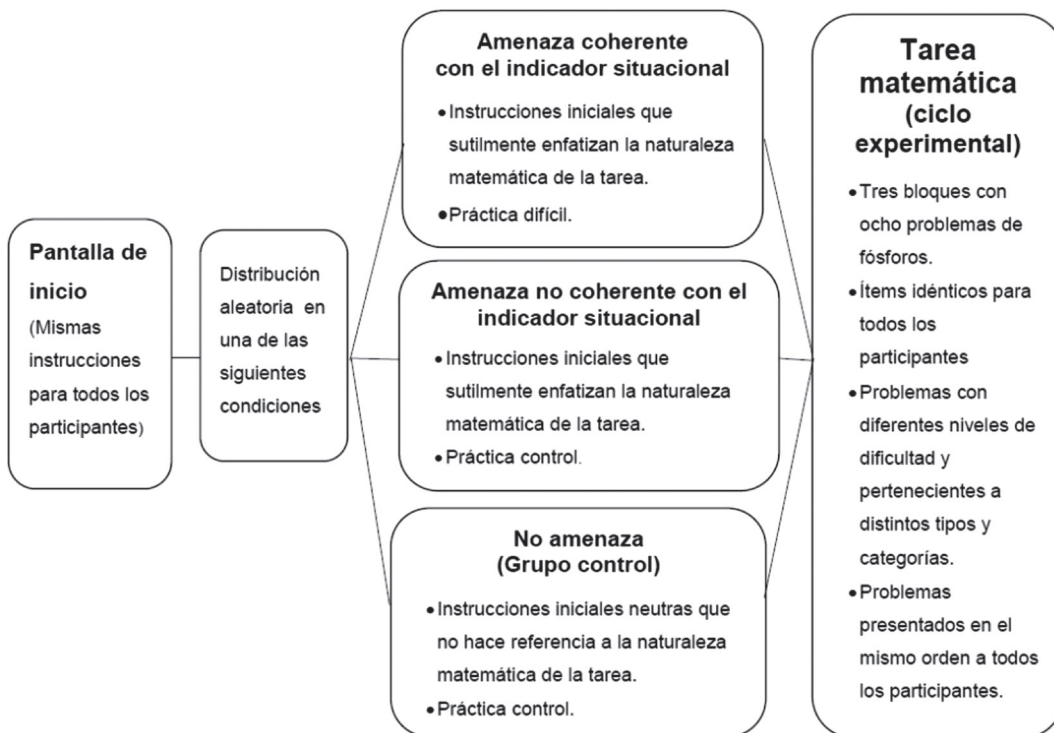 Pantalla de
inicio
(Mismas
instrucciones
para todos los
participantes)
Distribución
aleatoria en
una de las
siguientes
condiciones
Amenaza coherente
con el indicador situacional
•Instrucciones iniciales que
sutilmente enfatizan la naturaleza
matemática de la tarea.
•Práctica difícil.
Amenaza no coherente con el
indicador situacional
•Instrucciones iniciales que
sutilmente enfatizan la naturaleza
matemática de la tarea.
•Práctica control.
No amenaza
(Grupo control)
•Instrucciones iniciales neutras que
no hace referencia a la naturaleza
matemática de la tarea.
•Práctica control.
Tarea
matemática
(ciclo
experimental)
•Tres bloques con
ocho problemas de
fósforos.
•Ítems idénticos para
todos los
participantes
•Problemas con
diferentes niveles de
dificultad y
pertenecientes a
distintos tipos y
categorías.
•Problemas
presentados en el
mismo orden a todos
los participantes.